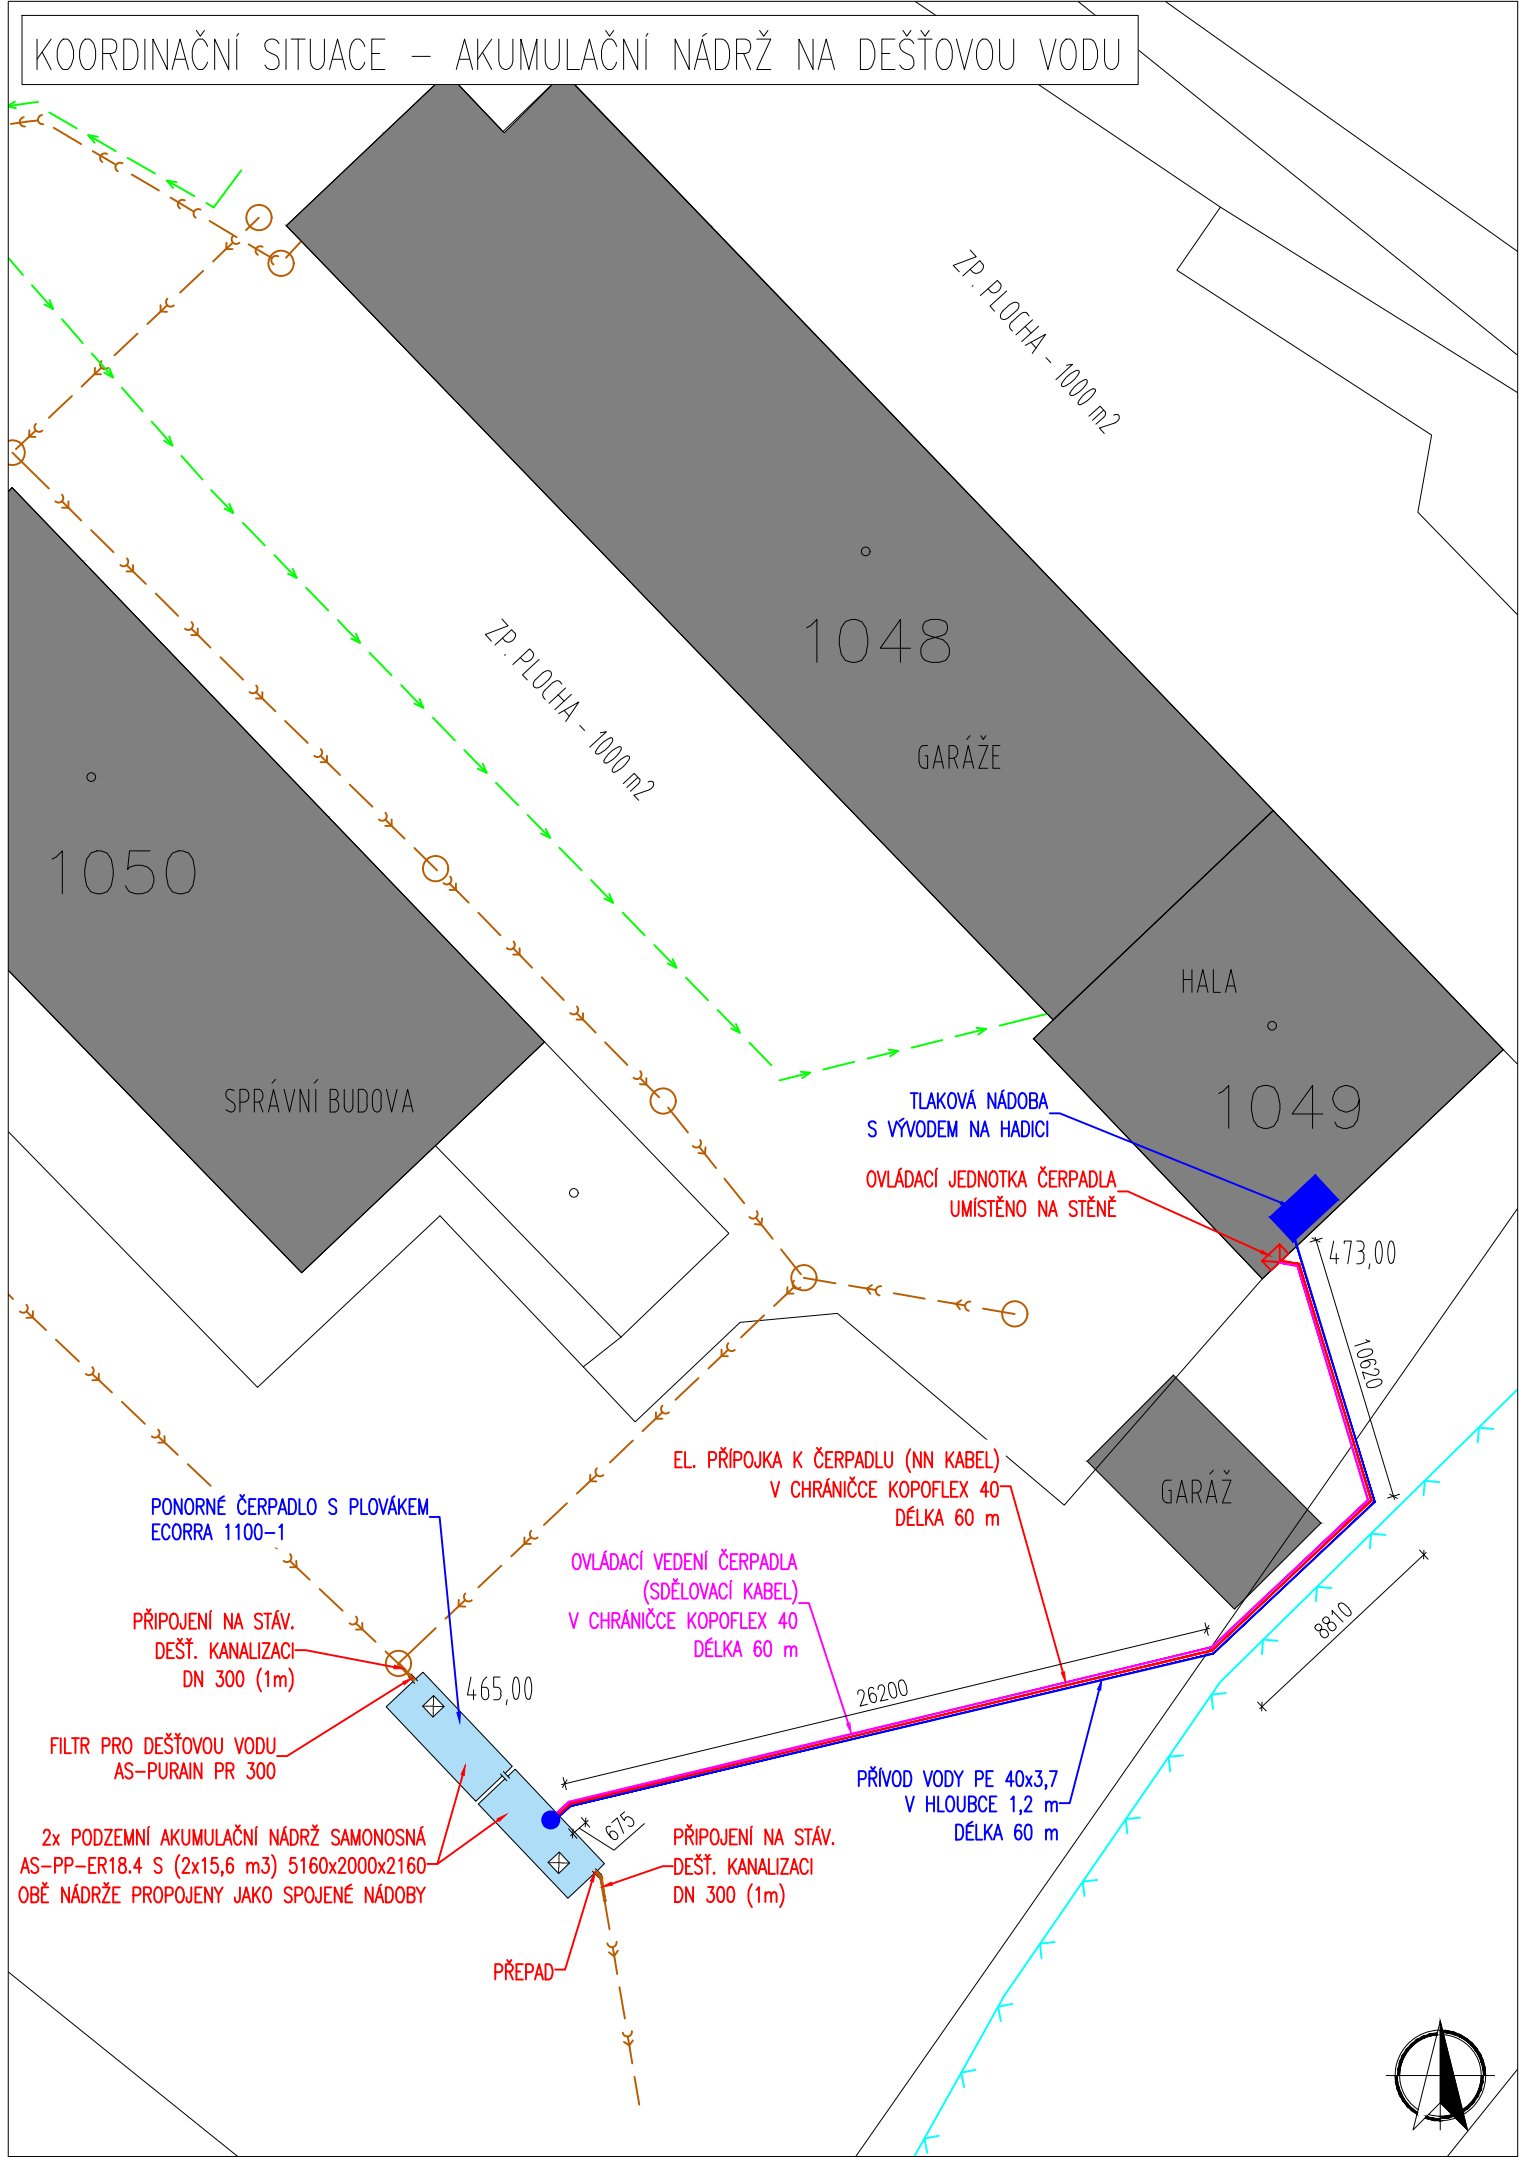 KOORDINAČNÍ SITUACE – AKUMULAČNÍ NÁDRŽ NA DEŠŤOVOU VODU
ZP. PLOCHA - 1000 m2
1048
ZP. PLOCHA - 1000 m2
GARÁŽE
1050
HALA
SPRÁVNÍ BUDOVA
1049
TLAKOVÁ NÁDOBA
S VÝVODEM NA HADICI
OVLÁDACÍ JEDNOTKA ČERPADLA
UMÍSTĚNO NA STĚNĚ
473,00
10620
EL. PŘÍPOJKA K ČERPADLU (NN KABEL)
V CHRÁNIČCE KOPOFLEX 40
DÉLKA 60 m
GARÁŽ
PONORNÉ ČERPADLO S PLOVÁKEM
ECORRA 1100-1
OVLÁDACÍ VEDENÍ ČERPADLA
(SDĚLOVACÍ KABEL)
V CHRÁNIČCE KOPOFLEX 40
DÉLKA 60 m
8810
PŘIPOJENÍ NA STÁV.
DEŠŤ. KANALIZACI
DN 300 (1m)
465,00
26200
FILTR PRO DEŠŤOVOU VODU
AS-PURAIN PR 300
PŘÍVOD VODY PE 40x3,7
V HLOUBCE 1,2 m
DÉLKA 60 m
675
2x PODZEMNÍ AKUMULAČNÍ NÁDRŽ SAMONOSNÁ
AS-PP-ER18.4 S (2x15,6 m3) 5160x2000x2160
OBĚ NÁDRŽE PROPOJENY JAKO SPOJENÉ NÁDOBY
PŘIPOJENÍ NA STÁV.
DEŠŤ. KANALIZACI
DN 300 (1m)
PŘEPAD